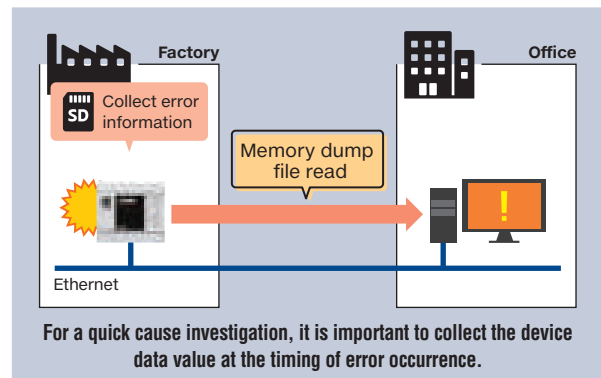 Factory
Office
SD
Collect error
information
Memory dump
file read
!
Ethernet
For a quick cause investigation, it is important to collect the device
data value at the timing of error occurrence.